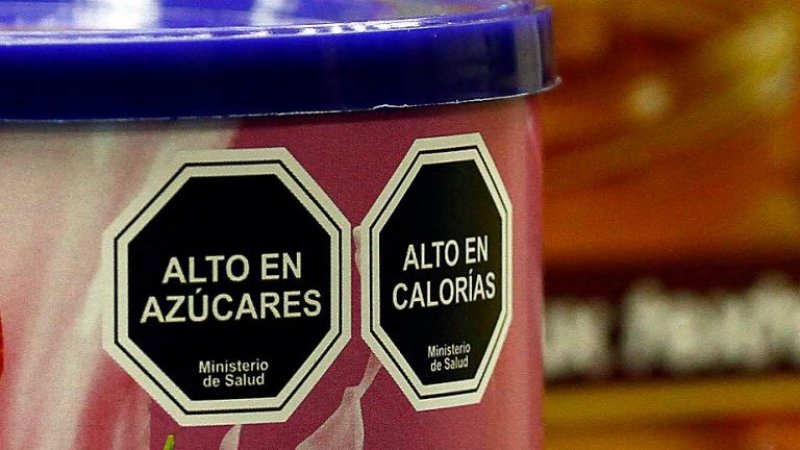 ALTO EN
AZÚCARES
Ministerio
de Salud
ALTO EN
CALORÍAS
Ministerio
de Salud